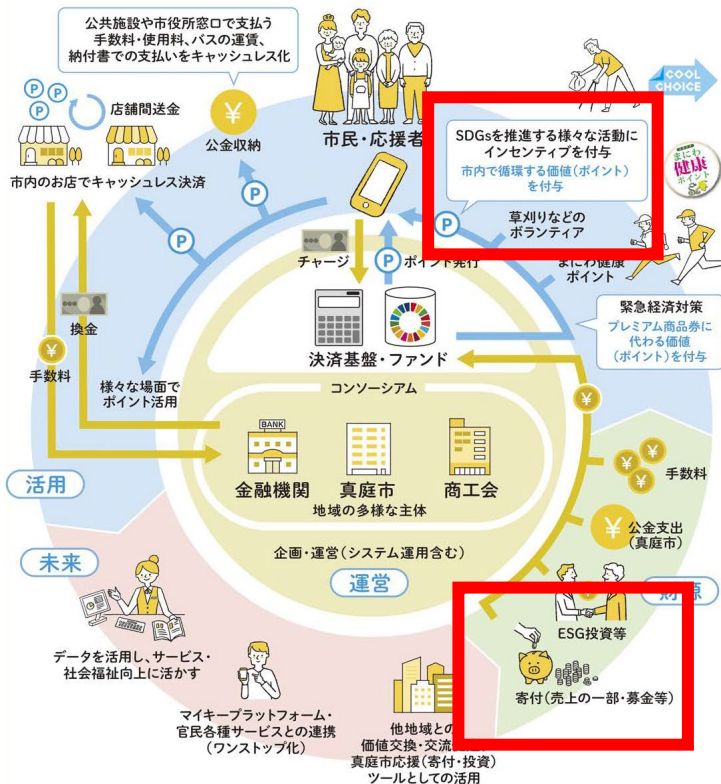 公共施設や市役所窓口で支払う
手数料・使用料、バスの運賃、
納付書での支払いをキャッシュレス化
COOL
CHOICE
P
P
P
店舗間送金
¥
公金収納
市民・応援者
SDGsを推進する様々な活動に
インセンティブを付与
市内で循環する価値(ポイント)
を付与
まにわ
健康
ポイント
市内のお店でキャッシュレス決済
P
P
P
草刈りなどの
ボランティア
チャージ
P
ポイント発行
まにわ健康
ポイント
換金
¥
手数料
緊急経済対策
プレミアム商品券に
代わる価値
(ポイント)を付与
決済基盤・ファンド
様々な場面で
ポイント活用
コンソーシアム
¥
BANK
金融機関
真庭市
商工会
地域の多様な主体
¥
¥
¥
手数料
活用
¥
公金支出
(真庭市)
未来
企画・運営(システム運用含む)
運営
ESG投資等
データを活用し、サービス・
社会福祉向上に活かす
寄付(売上の一部・募金等)
マイキープラットフォーム・
官民各種サービスとの連携
(ワンストップ化)
他地域との
価値交換・交流
真庭市応援(寄付・投資)
ツールとしての活用